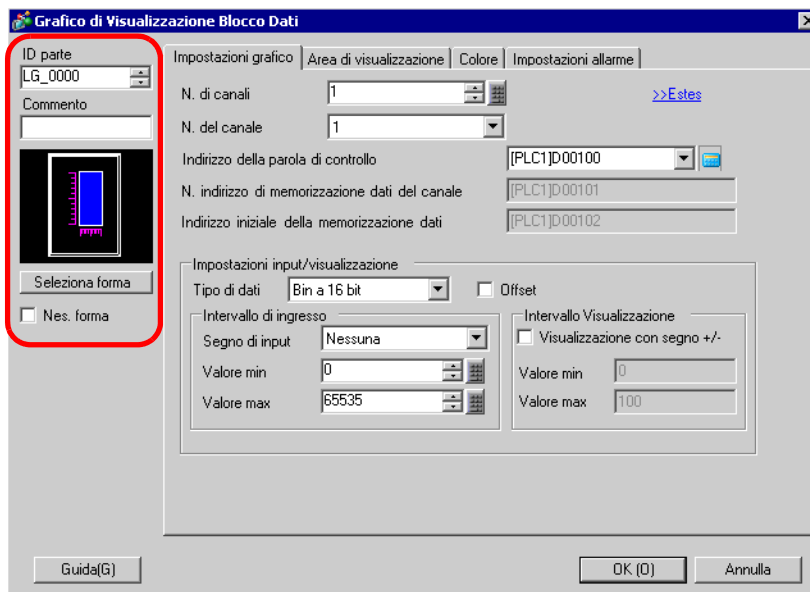 Grafico di Visualizzazione Blocco Dati
ID parte
LG_0000
Commento
Seleziona forma
Nes. forma
Impostazioni grafico
Area di visualizzazione
Colore
Impostazioni allarme
N. di canali
1
>>Estes
N. del canale
1
Indirizzo della parola di controllo
[PLC1]D00100
N. indirizzo di memorizzazione dati del canale
[PLC1]D00101
Indirizzo iniziale della memorizzazione dati
[PLC1]D00102
Impostazioni input/visualizzazione
Tipo di dati
Bin a 16 bit
Offset
Intervallo di ingresso
Segno di input
Nessuna
Valore min
0
Valore max
65535
Intervallo Visualizzazione
Visualizzazione con segno +/-
Valore min
0
Valore max
100
Guida(G)
OK (O)
Annulla